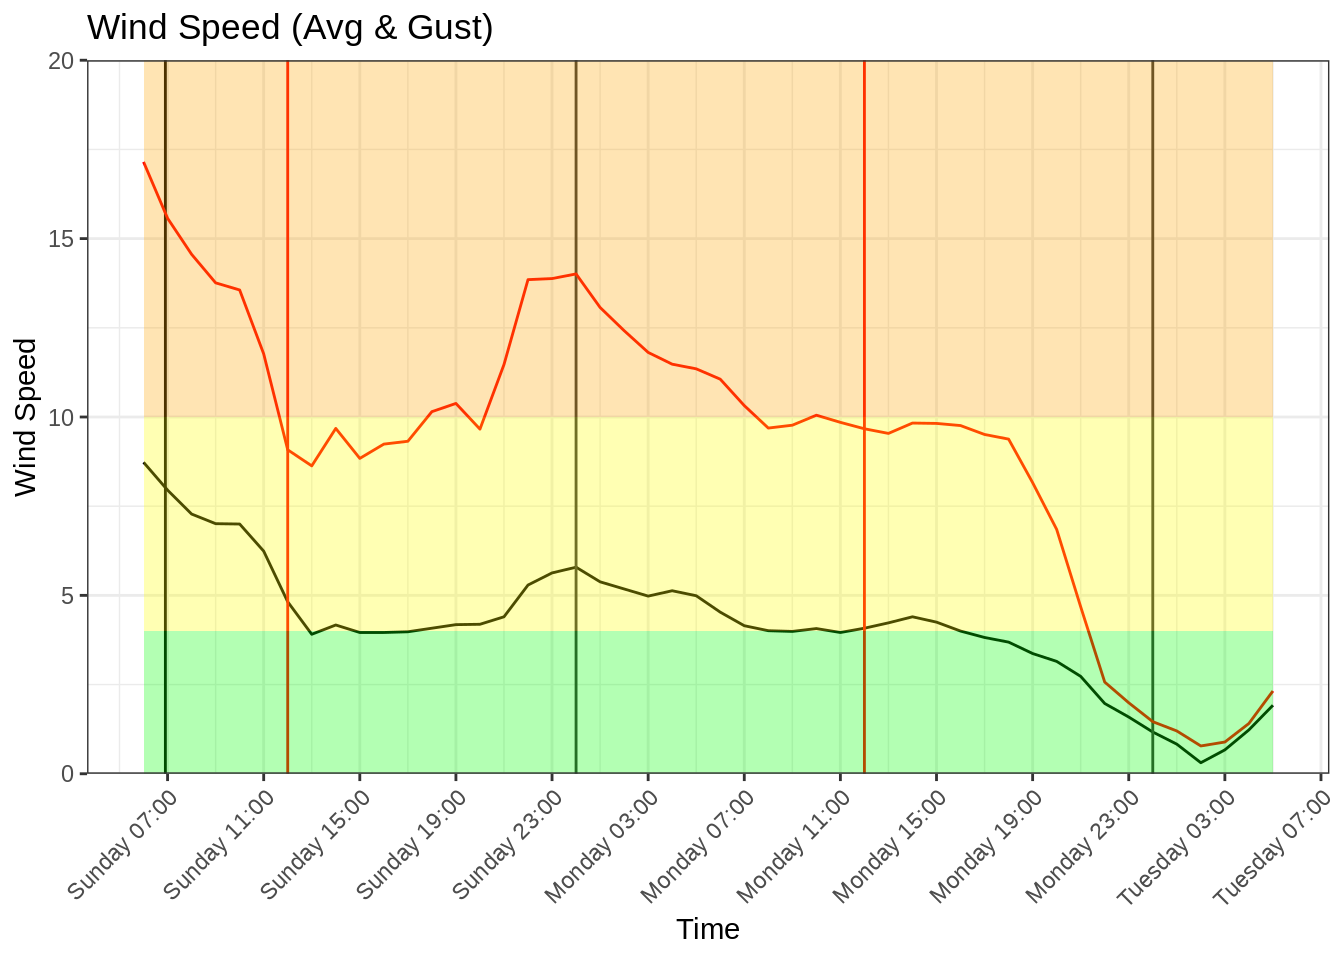 Wind Speed (Avg & Gust)
20
15
10
5
0
Wind Speed
Sunday 07:00
Sunday 11:00
Sunday 15:00
Sunday 19:00
Sunday 23:00
Monday 03:00
Monday 07:00
Monday 11:00
Monday 15:00
Monday 19:00
Monday 23:00
Tuesday 03:00
Tuesday 07:00
Time